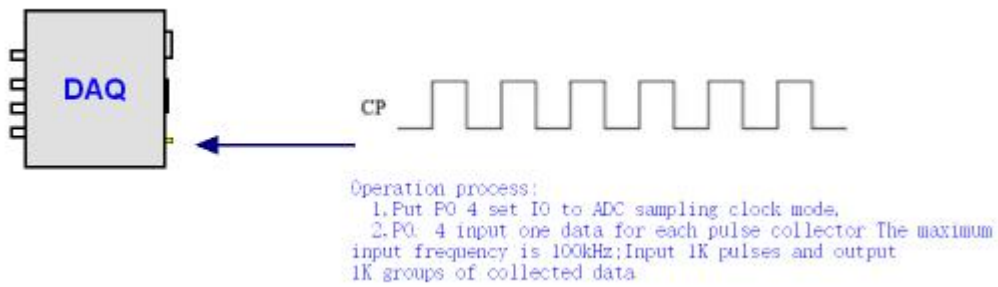 DAQ
CP
Operation process:
1.Put P0 4 set IO to ADC sampling clock mode,
2.P0. 4 input one data for each pulse collector The maximum
input frequency is 100kHz;Input 1K pulses and output
1K groups of collected data